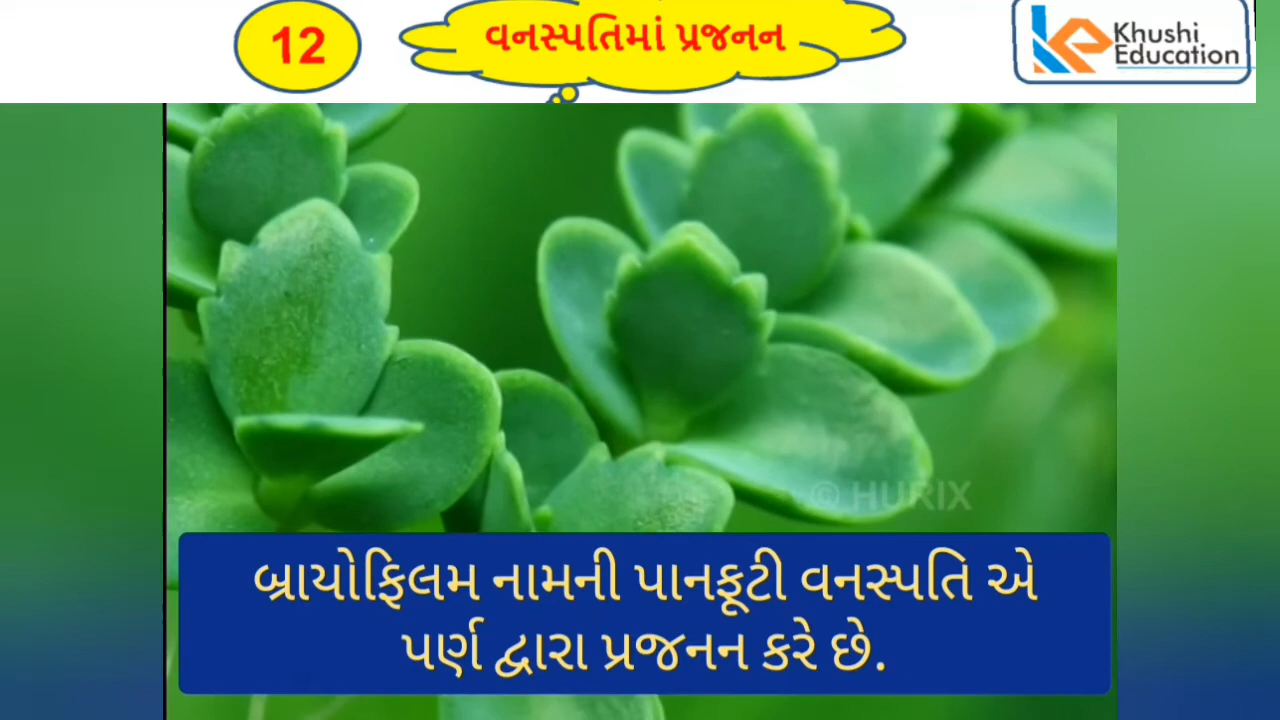 12
વનસ્પતિમાં પ્રજનન
Khushi
Education
© HURIX
બ્રાયોફિલમ નામની પાનફૂટી વનસ્પતિ એ
પર્ણ દ્વારા પ્રજનન કરે છે.